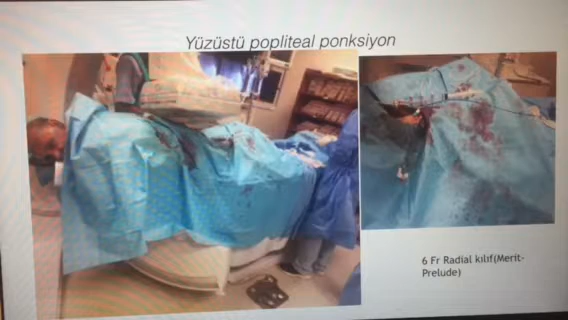 Yüzüstü popliteal ponksiyon
6 Fr Radial kılıf(Merit-
Prelude)